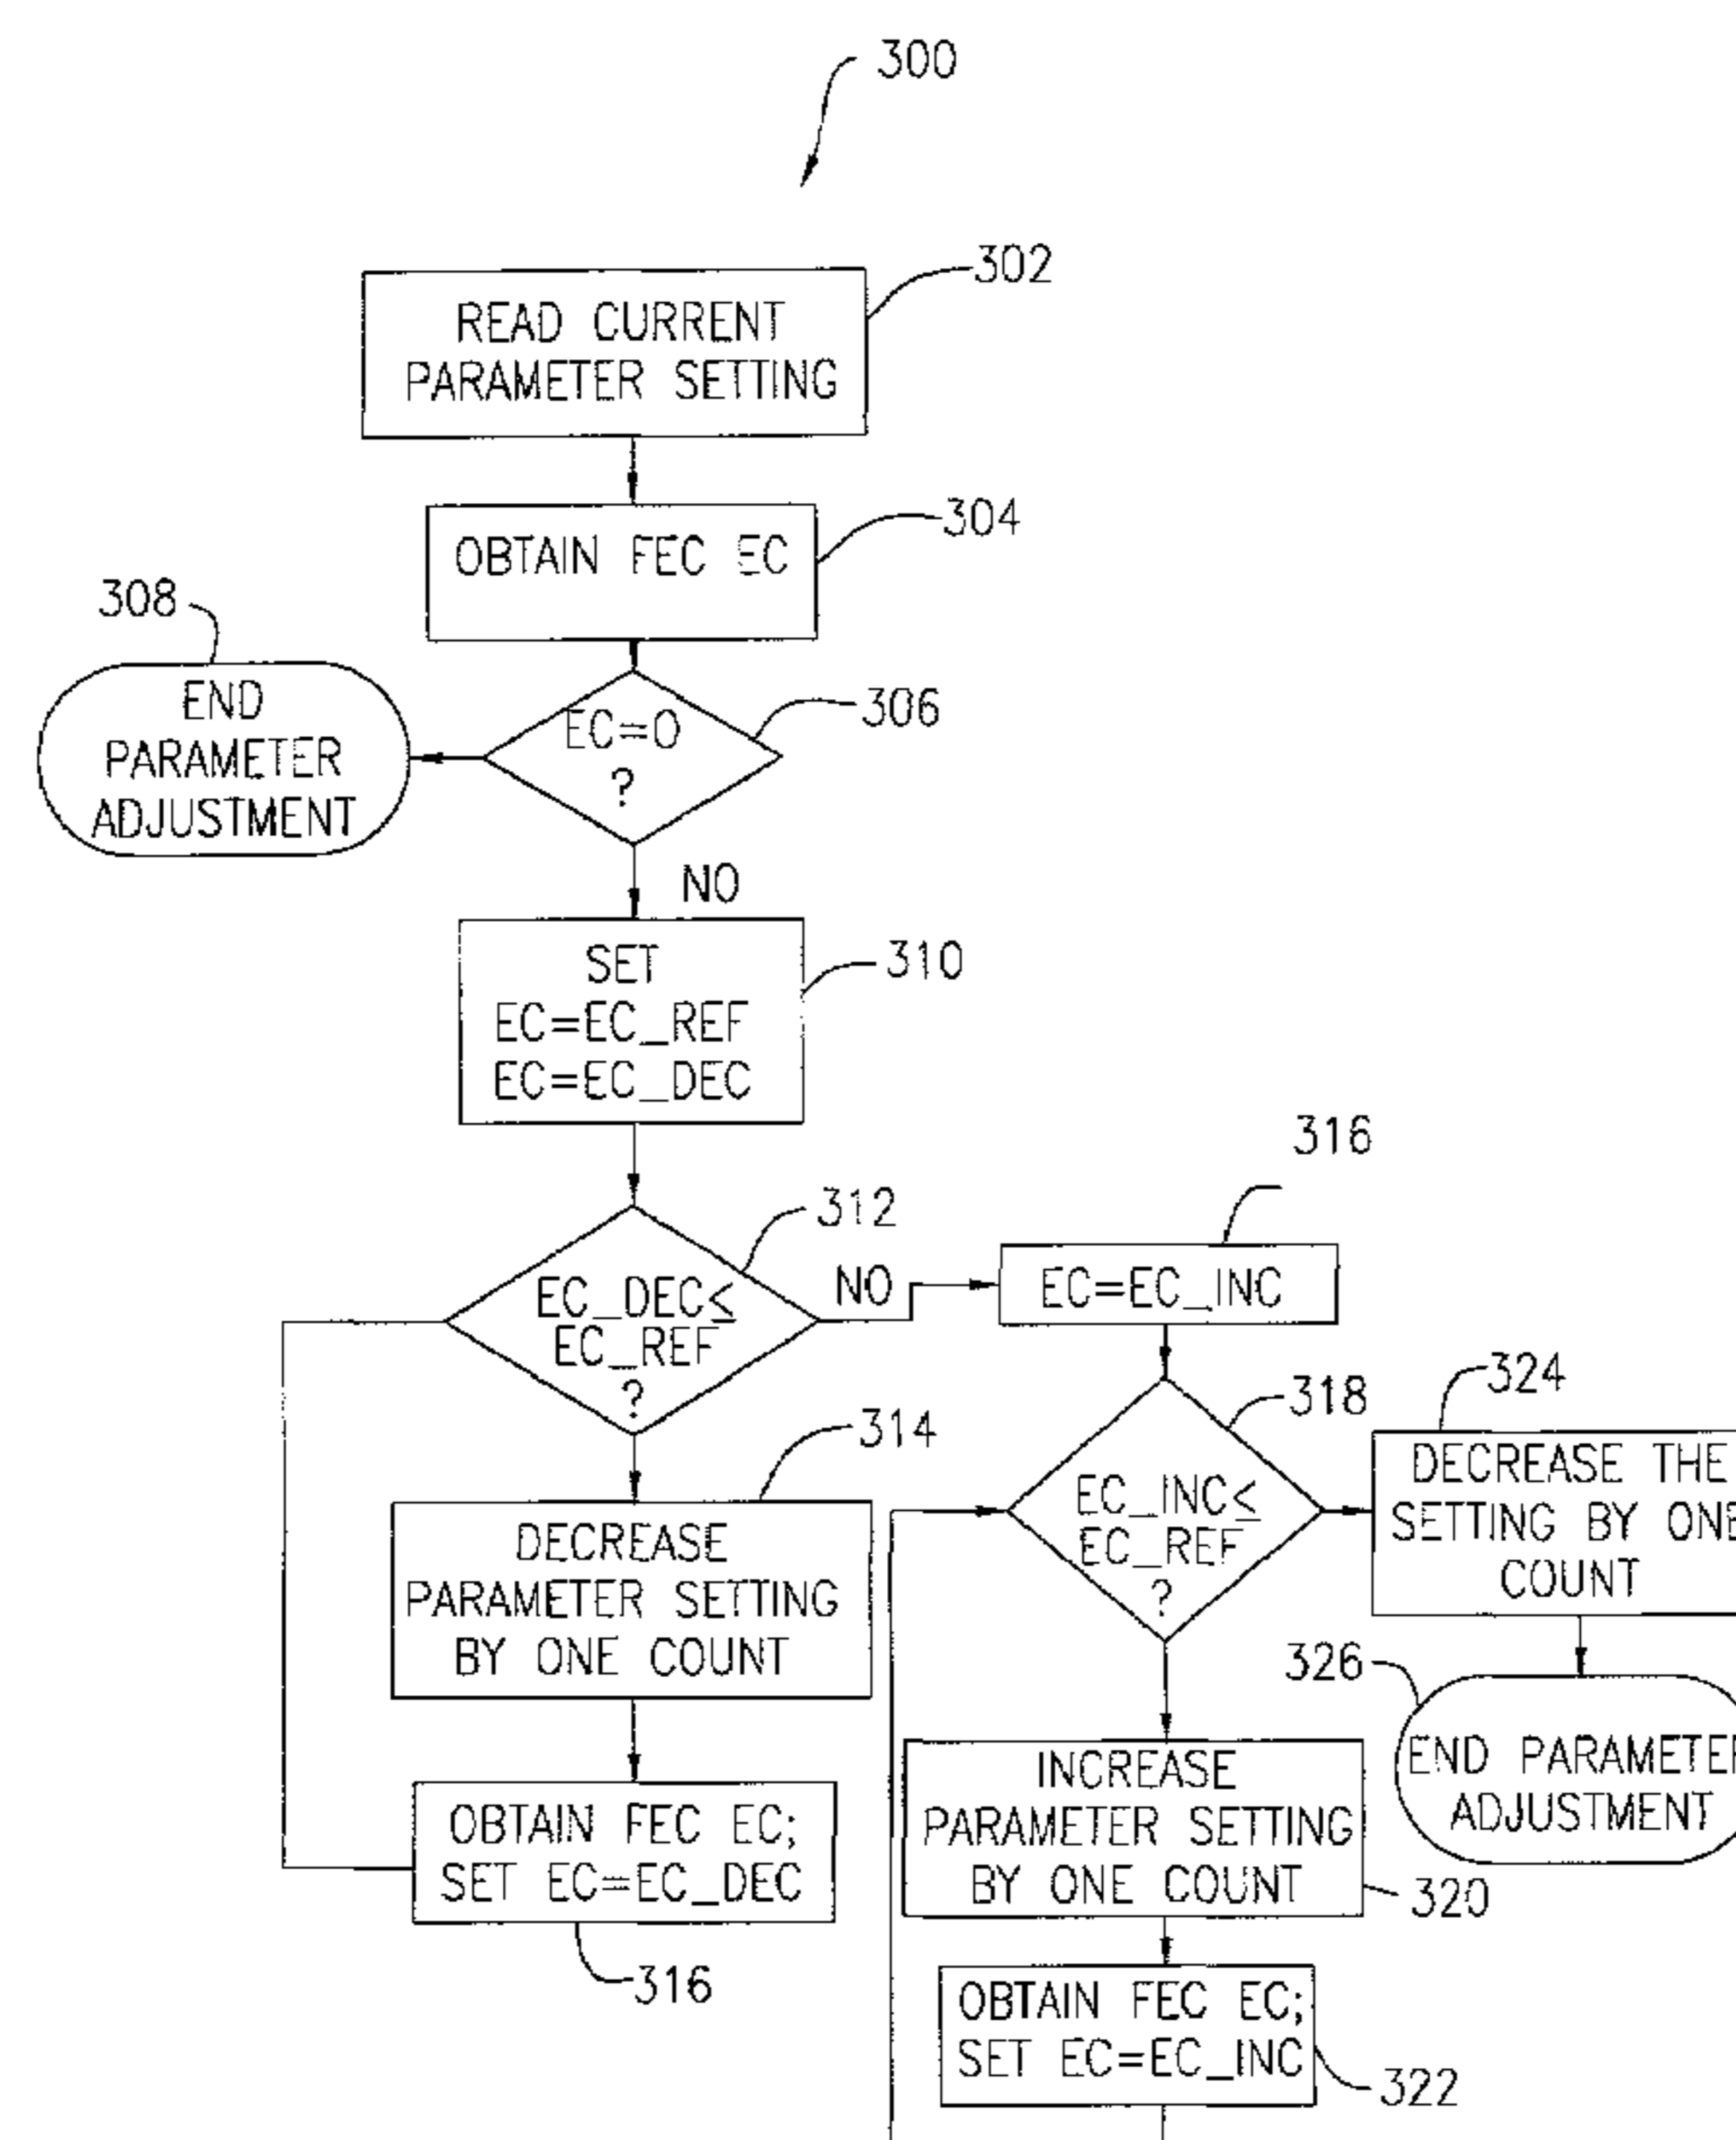 300
302
READ CURRENT
PARAMETER SETTING
304
OBTAIN FEC EC
308
END
PARAMETER
ADJUSTMENT
306
EC=0
?
NO
310
SET
EC=EC_REF
EC=EC_DEC
312
EC_DEC≤
EC_REF
?
NO
316
EC=EC_INC
314
DECREASE
PARAMETER SETTING
BY ONE COUNT
318
EC_INC≤
EC_REF
?
324
DECREASE THE
SETTING BY ONE
COUNT
326
END PARAMETER
ADJUSTMENT
OBTAIN FEC EC;
SET EC=EC_DEC
316
INCREASE
PARAMETER SETTING
BY ONE COUNT
320
OBTAIN FEC EC;
SET EC=EC_INC
322